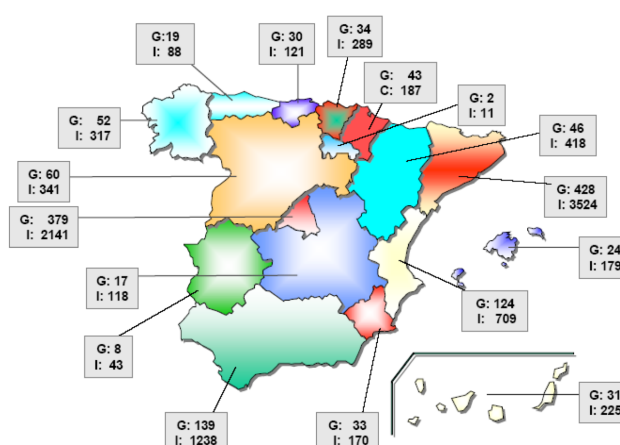 G:19
I: 88
G: 30
I: 121
G: 34
I: 289
G: 43
C: 187
G: 2
I: 11
G: 52
I: 317
G: 46
I: 418
G: 60
I: 341
G: 428
I: 3524
G: 379
I: 2141
G: 24
I: 179
G: 17
I: 118
G: 124
I: 709
G: 8
I: 43
G: 31
I: 225
G: 139
I: 1238
G: 33
I: 170